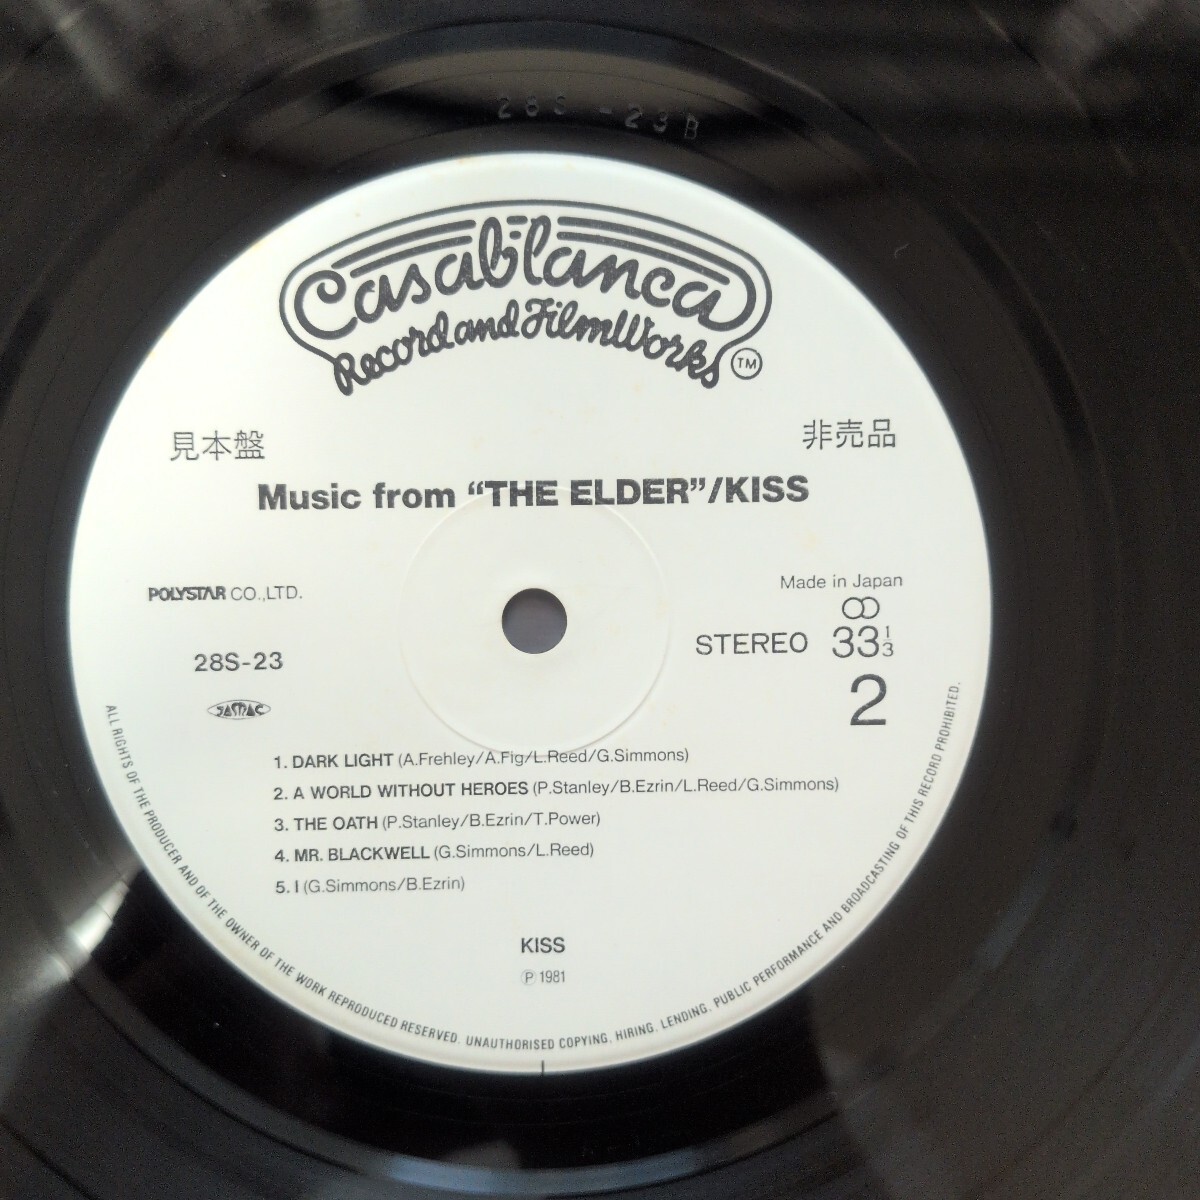 28S-23B
Casablanca
Record and FilmWorks
TM
見本盤
非売品
Music from “THE ELDER”/KISS
POLYSTAR CO.,LTD.
Made in Japan
28S-23
STEREO 33 1/3
JASRAC
2
1. DARK LIGHT (A.Frehley/A.Fig/L.Reed/G.Simmons)
2. A WORLD WITHOUT HEROES (P.Stanley/B.Ezrin/L.Reed/G.Simmons)
3. THE OATH (P.Stanley/B.Ezrin/T.Power)
4. MR. BLACKWELL (G.Simmons/L.Reed)
5. I (G.Simmons/B.Ezrin)
KISS
℗ 1981
ALL RIGHTS OF THE PRODUCER AND OF THE OWNER OF THE WORK REPRODUCED RESERVED. UNAUTHORISED COPYING. HIRING. LENDING. PUBLIC PERFORMANCE AND BROADCASTING OF THIS RECORD PROHIBITED.